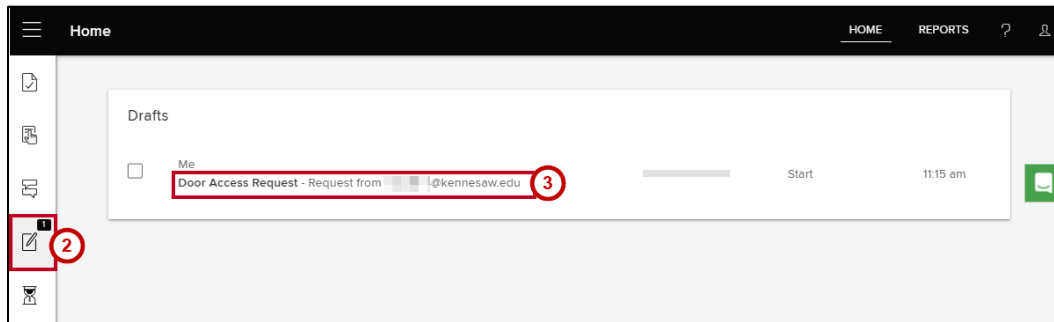 Home HOME REPORTS ?
Drafts
Me
Door Access Request - Request from @kennesaw.edu 3
Start 11:15 am
1
2